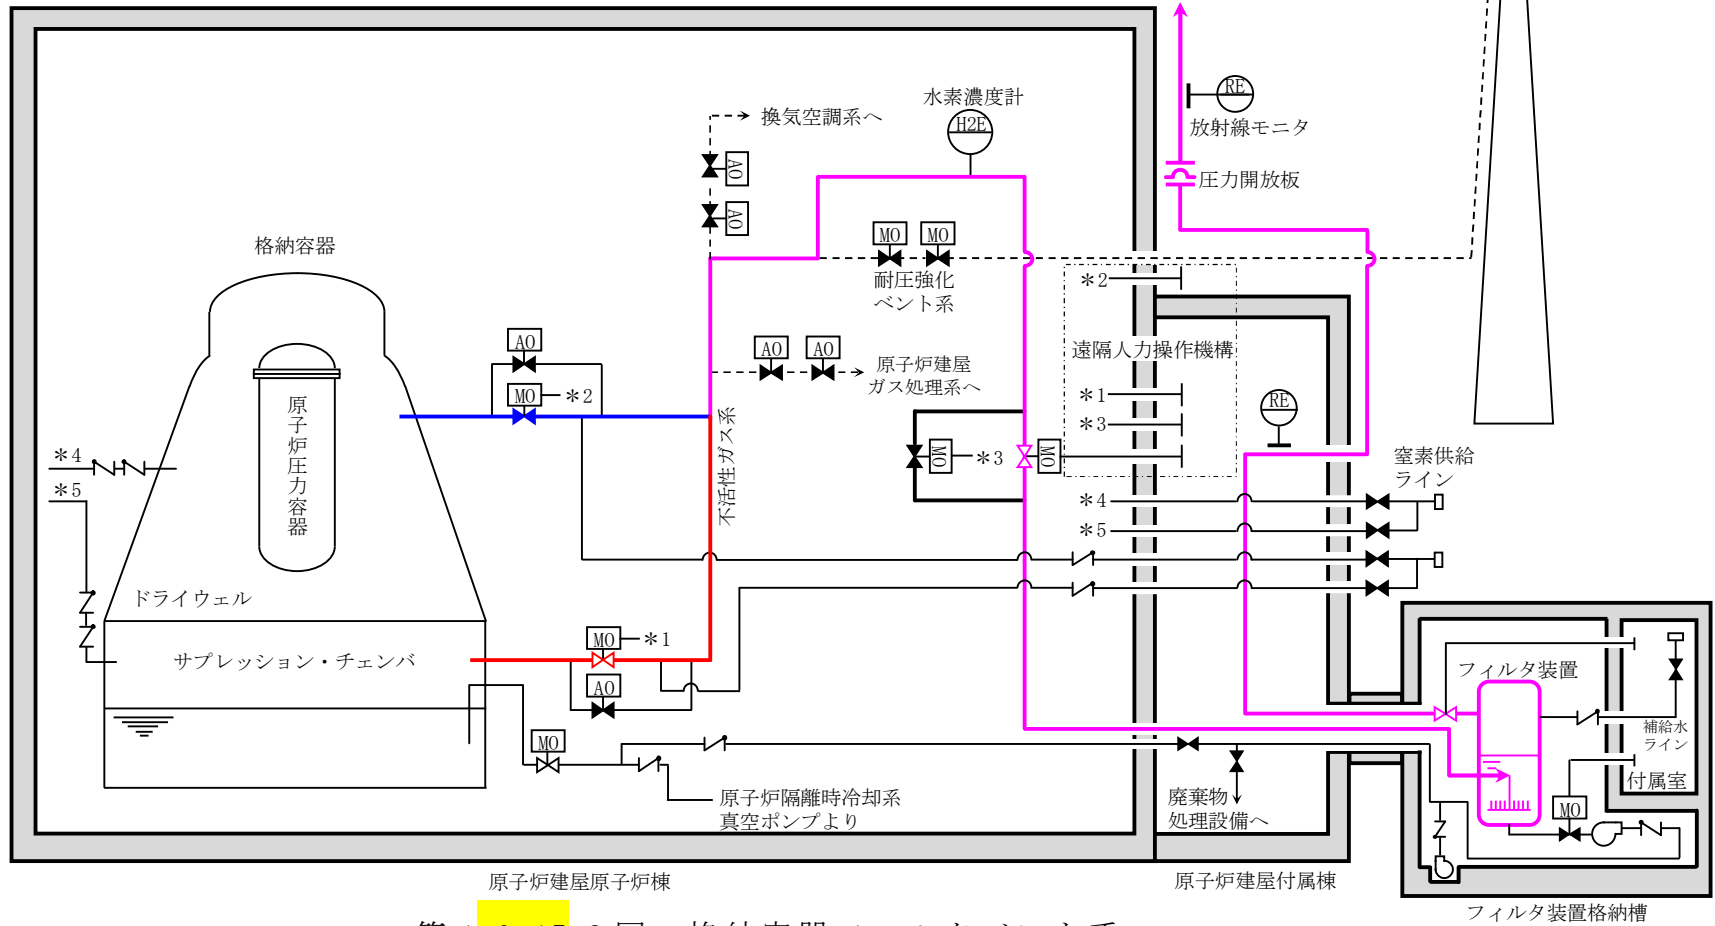 水素濃度計
H2E
RE
放射線モニタ
換気空調系へ
AO
AO
圧力開放板
格納容器
MO
MO
耐圧強化
ベント系
*2
遠隔人力操作機構
AO
MO
*2
AO
AO
原子炉建屋
ガス処理系へ
*1
*3
RE
原子炉圧力容器
不活性ガス系
MO
*3
MO
*4
*5
窒素供給
ライン
*4
*5
ドライウェル
サプレッション・チェンバ
MO
*1
AO
MO
フィルタ装置
補給水
ライン
付属室
MO
原子炉隔離時冷却系
真空ポンプより
廃棄物
処理設備へ
原子炉建屋原子炉棟
原子炉建屋付属棟
フィルタ装置格納槽